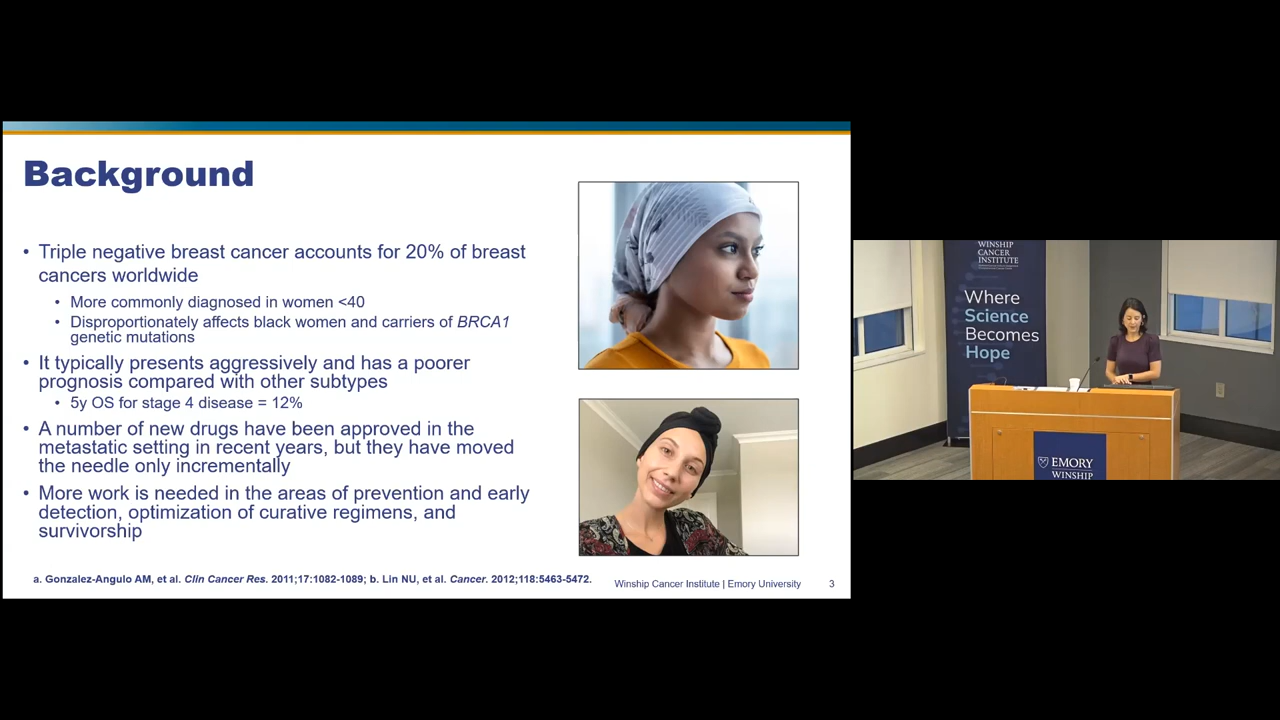 Background
• Triple negative breast cancer accounts for 20% of breast
cancers worldwide
• More commonly diagnosed in women <40
• Disproportionately affects black women and carriers of BRCA1
genetic mutations
• It typically presents aggressively and has a poorer
prognosis compared with other subtypes
• 5y OS for stage 4 disease = 12%
• A number of new drugs have been approved in the
metastatic setting in recent years, but they have moved
the needle only incrementally
• More work is needed in the areas of prevention and early
detection, optimization of curative regimens, and
survivorship
a. Gonzalez-Angulo AM, et al. Clin Cancer Res. 2011;17:1082-1089; b. Lin NU, et al. Cancer. 2012;118:5463-5472.
Winship Cancer Institute | Emory University 3
WINSHIP
CANCER
INSTITUTE
Where
Science
Becomes
Hope
EMORY
WINSHIP